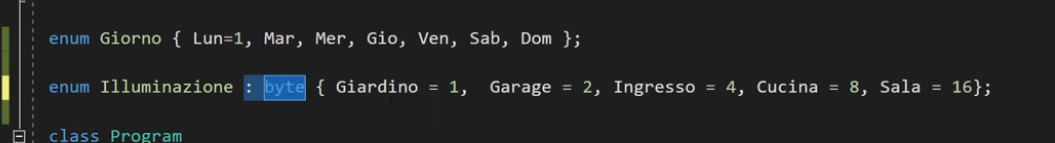 enum Giorno { Lun=1, Mar, Mer, Gio, Ven, Sab, Dom };
enum Illuminazione : byte { Giardino = 1,  Garage = 2, Ingresso = 4, Cucina = 8, Sala = 16};
class Program